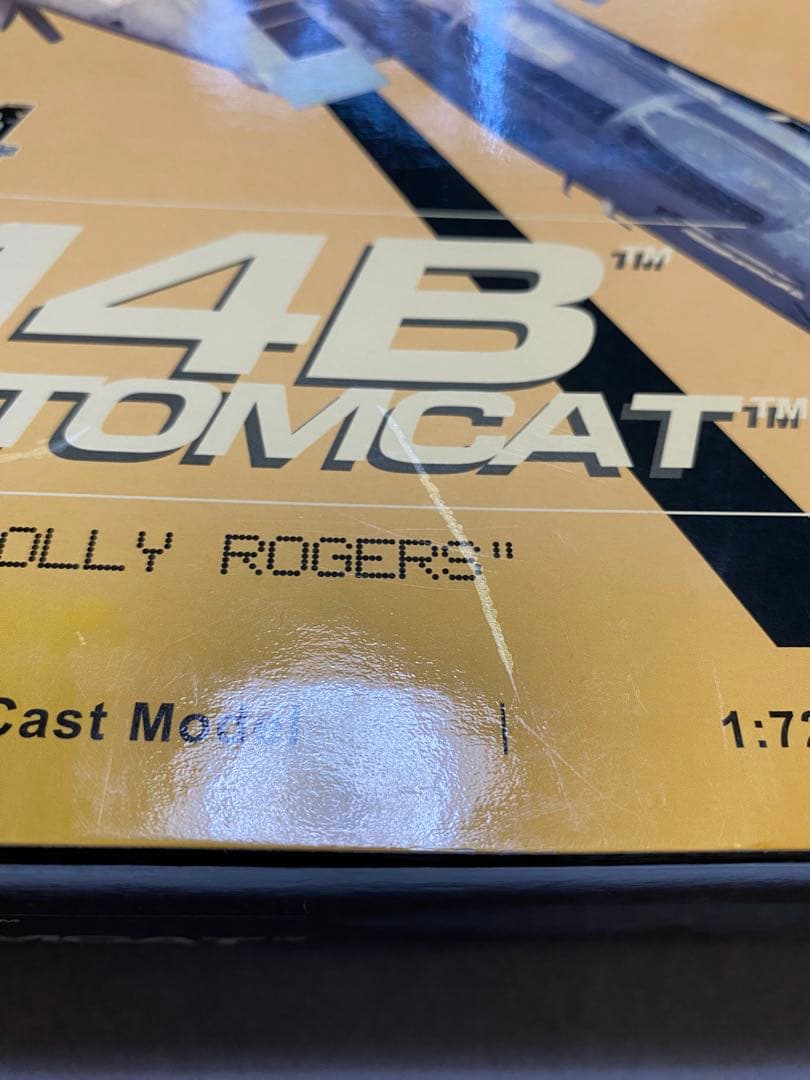 14B™
TOMCAT™
OLLY ROGERS"
Cast Model | 1:72